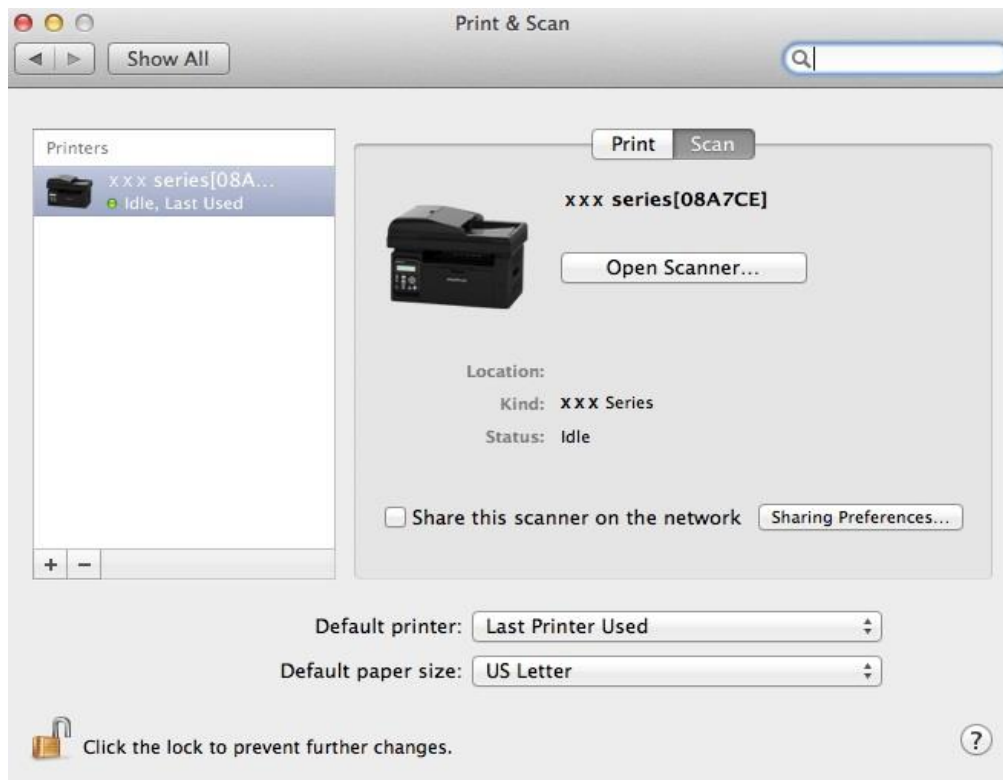 Print & Scan
Show All
Printers
xxx series[08A...
Idle, Last Used
Print Scan
xxx series[08A7CE]
Open Scanner...
Location:
Kind: xxx Series
Status: Idle
Share this scanner on the network Sharing Preferences...
+ −
Default printer: Last Printer Used
Default paper size: US Letter
Click the lock to prevent further changes.
?